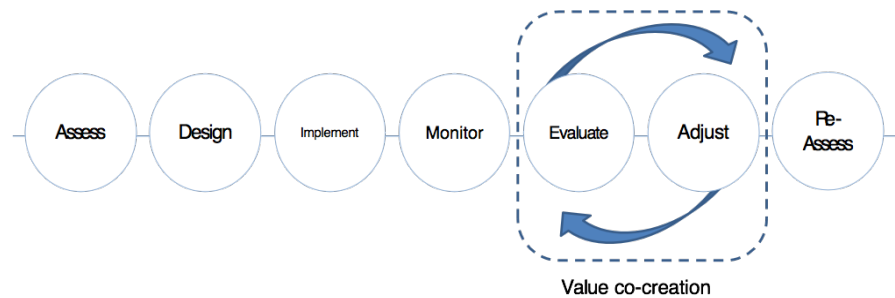 Assess
Design
Implement
Monitor
Evaluate
Adjust
Re-
Assess
Value co-creation